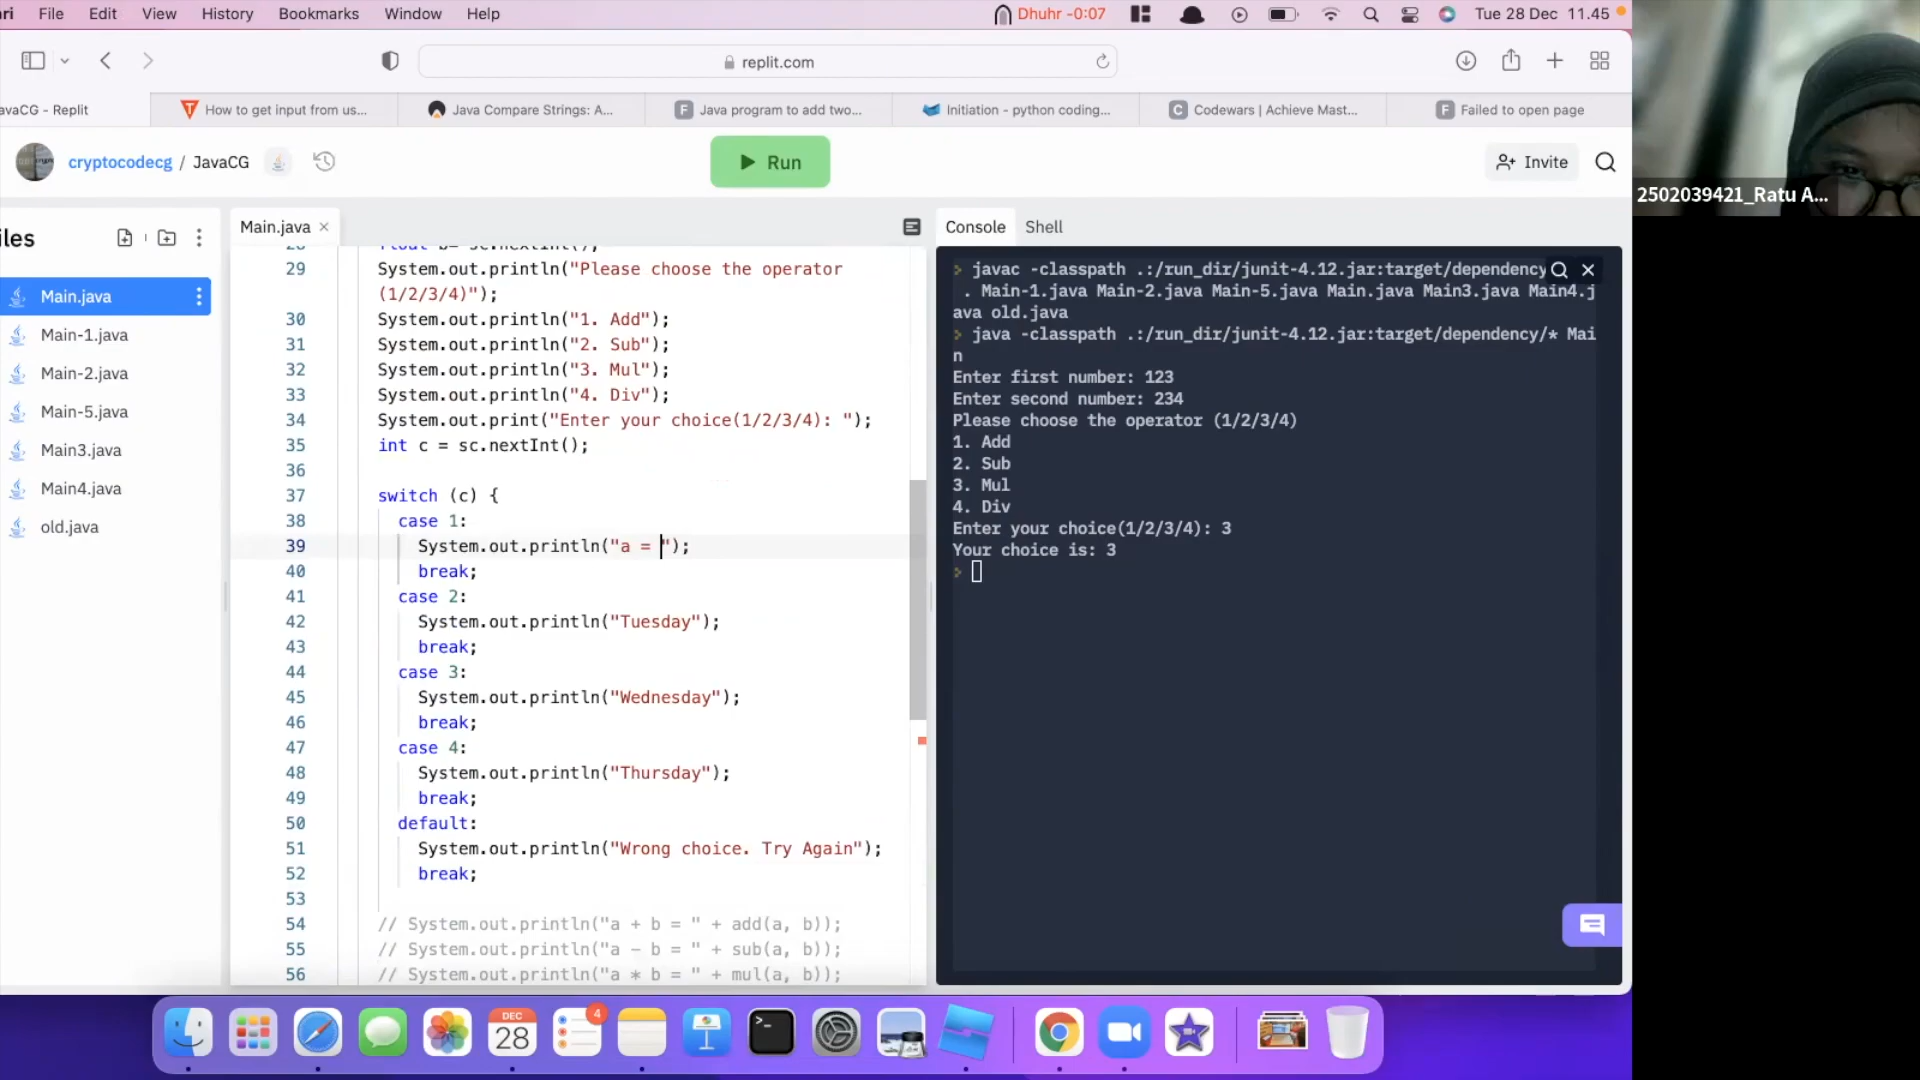 ri File Edit View History Bookmarks Window Help Dhuhr -0:07 Tue 28 Dec 11.45
replit.com
avaCG - Replit How to get input from us... Java Compare Strings: A... Java program to add two... Initiation - python coding... Codewars | Achieve Mast... Failed to open page
cryptocodecg / JavaCG Run Invite
2502039421_Ratu A...
iles
Main.java
Main-1.java
Main-2.java
Main-5.java
Main3.java
Main4.java
old.java
Main.java
28 float b= sc.nextInt();
29 System.out.println("Please choose the operator
(1/2/3/4)");
30 System.out.println("1. Add");
31 System.out.println("2. Sub");
32 System.out.println("3. Mul");
33 System.out.println("4. Div");
34 System.out.print("Enter your choice(1/2/3/4): ");
35 int c = sc.nextInt();
36
37 switch (c) {
38 case 1:
39 System.out.println("a = ");
40 break;
41 case 2:
42 System.out.println("Tuesday");
43 break;
44 case 3:
45 System.out.println("Wednesday");
46 break;
47 case 4:
48 System.out.println("Thursday");
49 break;
50 default:
51 System.out.println("Wrong choice. Try Again");
52 break;
53
54 // System.out.println("a + b = " + add(a, b));
55 // System.out.println("a - b = " + sub(a, b));
56 // System.out.println("a * b = " + mul(a, b));
Console Shell
> javac -classpath .:/run_dir/junit-4.12.jar:target/dependency
. Main-1.java Main-2.java Main-5.java Main.java Main3.java Main4.j
ava old.java
> java -classpath .:/run_dir/junit-4.12.jar:target/dependency/* Mai
n
Enter first number: 123
Enter second number: 234
Please choose the operator (1/2/3/4)
1. Add
2. Sub
3. Mul
4. Div
Enter your choice(1/2/3/4): 3
Your choice is: 3
>
DEC
28
4